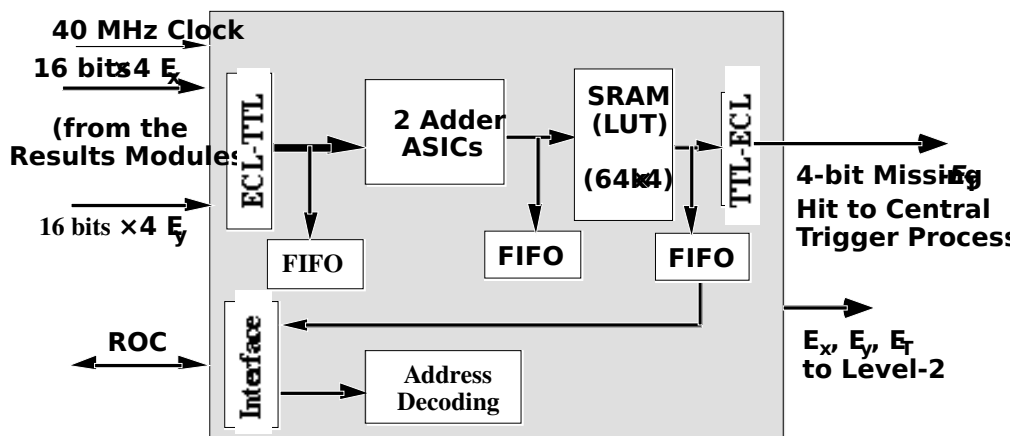 40 MHz Clock
16 bits×4 Ex
(from the
Results Modules
16 bits ×4 Ey
ECL-TTL
2 Adder
ASICs
SRAM
(LUT)
(64k×4)
TTL-ECL
4-bit Missing-
Hit to Central
Trigger Process
FIFO
FIFO
FIFO
ROC
Interface
Address
Decoding
Ex, Ey, ET
to Level-2